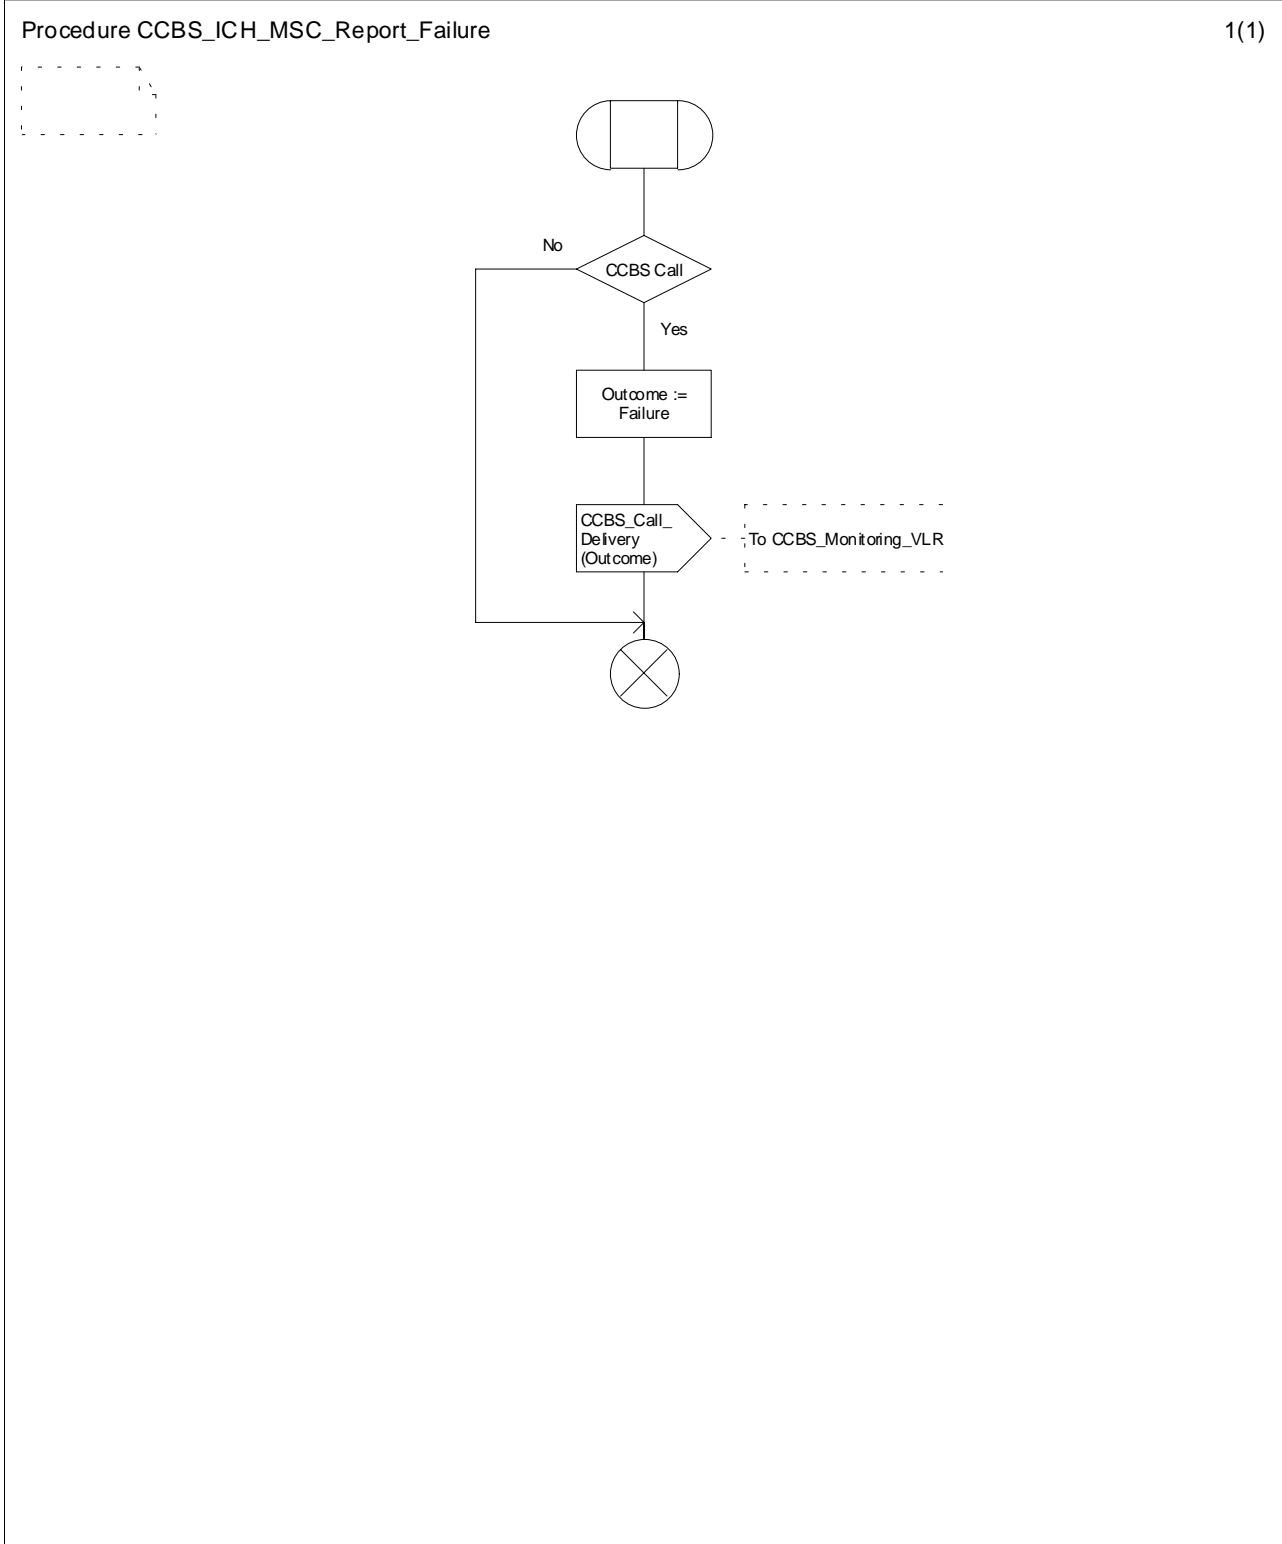 Procedure CCBS_ICH_MSC_Report_Failure
1(1)
No
CCBS Call
Yes
Outcome :=
Failure
CCBS_Call_
Delivery
(Outcome)
To CCBS_Monitoring_VLR